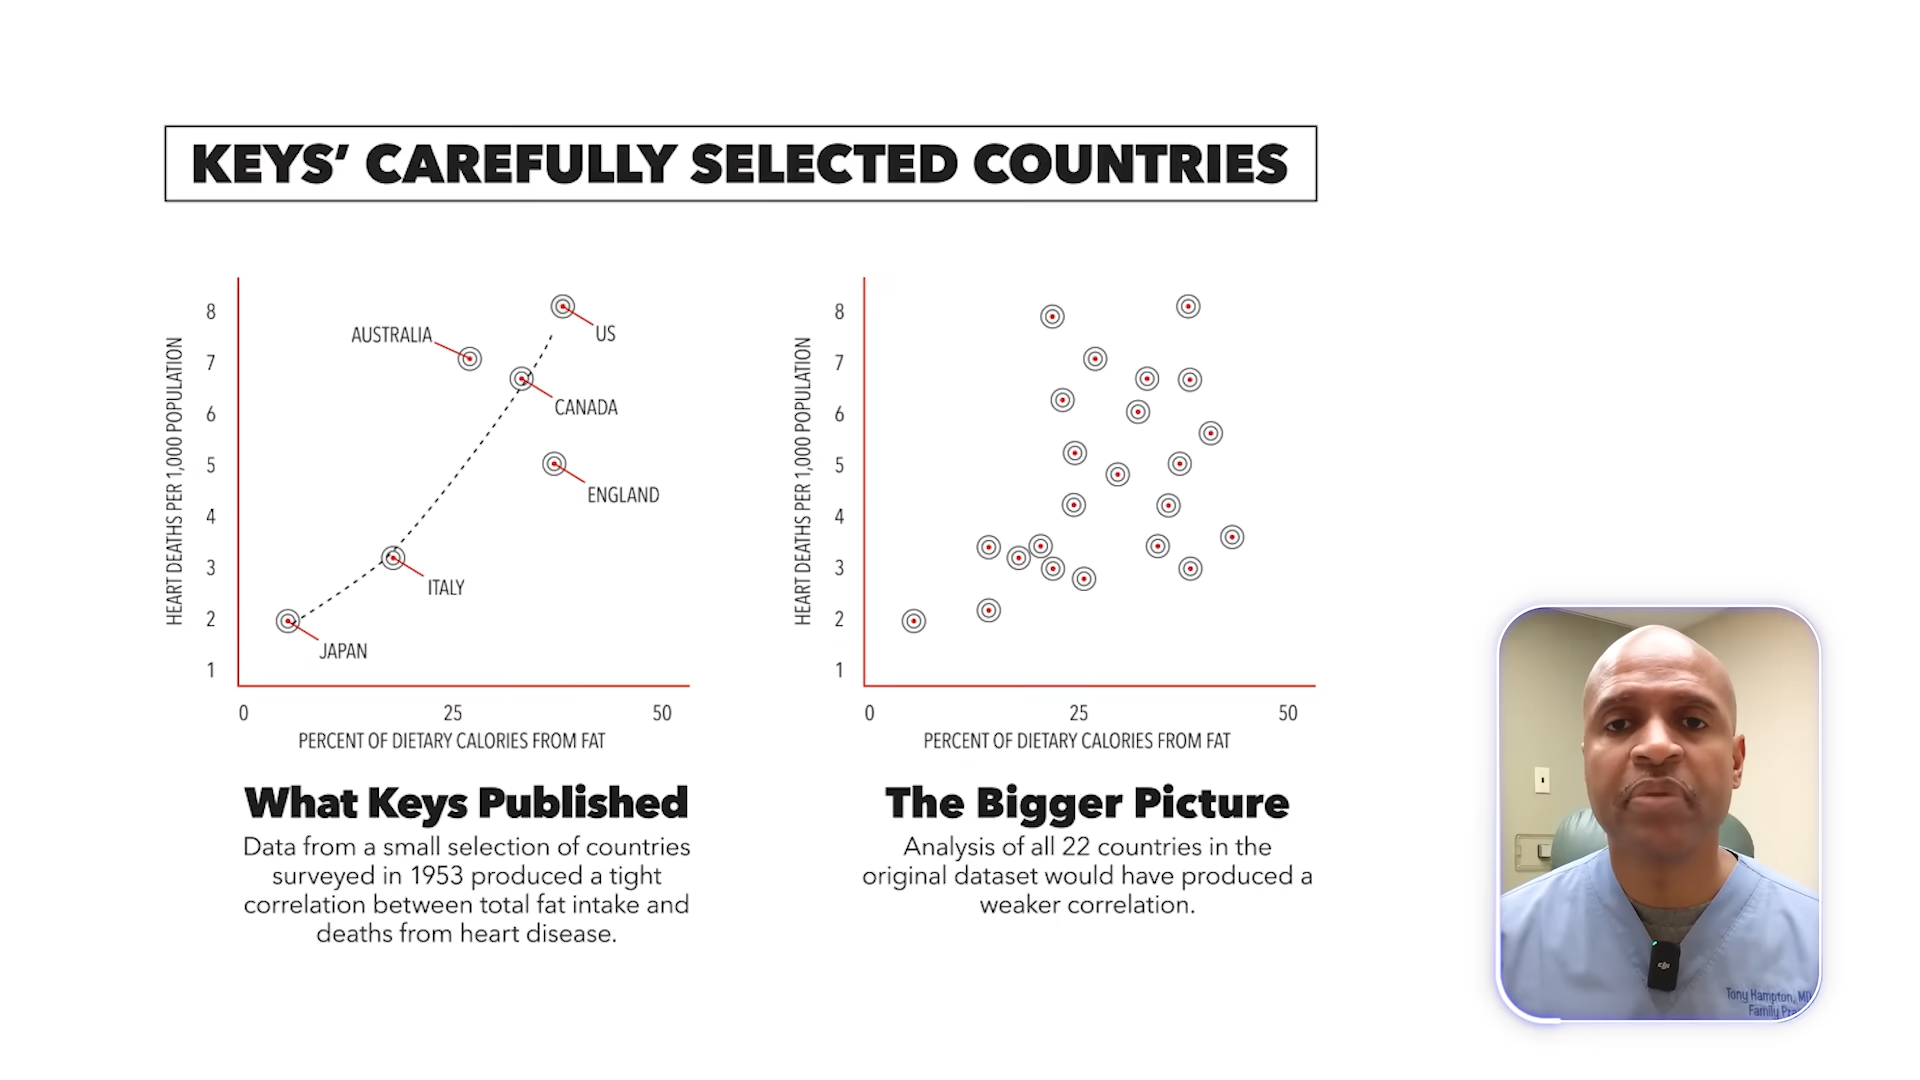 KEYS’ CAREFULLY SELECTED COUNTRIES
HEART DEATHS PER 1,000 POPULATION
8
7
6
5
4
3
2
1
AUSTRALIA
US
CANADA
ENGLAND
ITALY
JAPAN
0 25 50
PERCENT OF DIETARY CALORIES FROM FAT
What Keys Published
Data from a small selection of countries
surveyed in 1953 produced a tight
correlation between total fat intake and
deaths from heart disease.
HEART DEATHS PER 1,000 POPULATION
8
7
6
5
4
3
2
1
0 25 50
PERCENT OF DIETARY CALORIES FROM FAT
The Bigger Picture
Analysis of all 22 countries in the
original dataset would have produced a
weaker correlation.
Tony Hampton, MD
Family